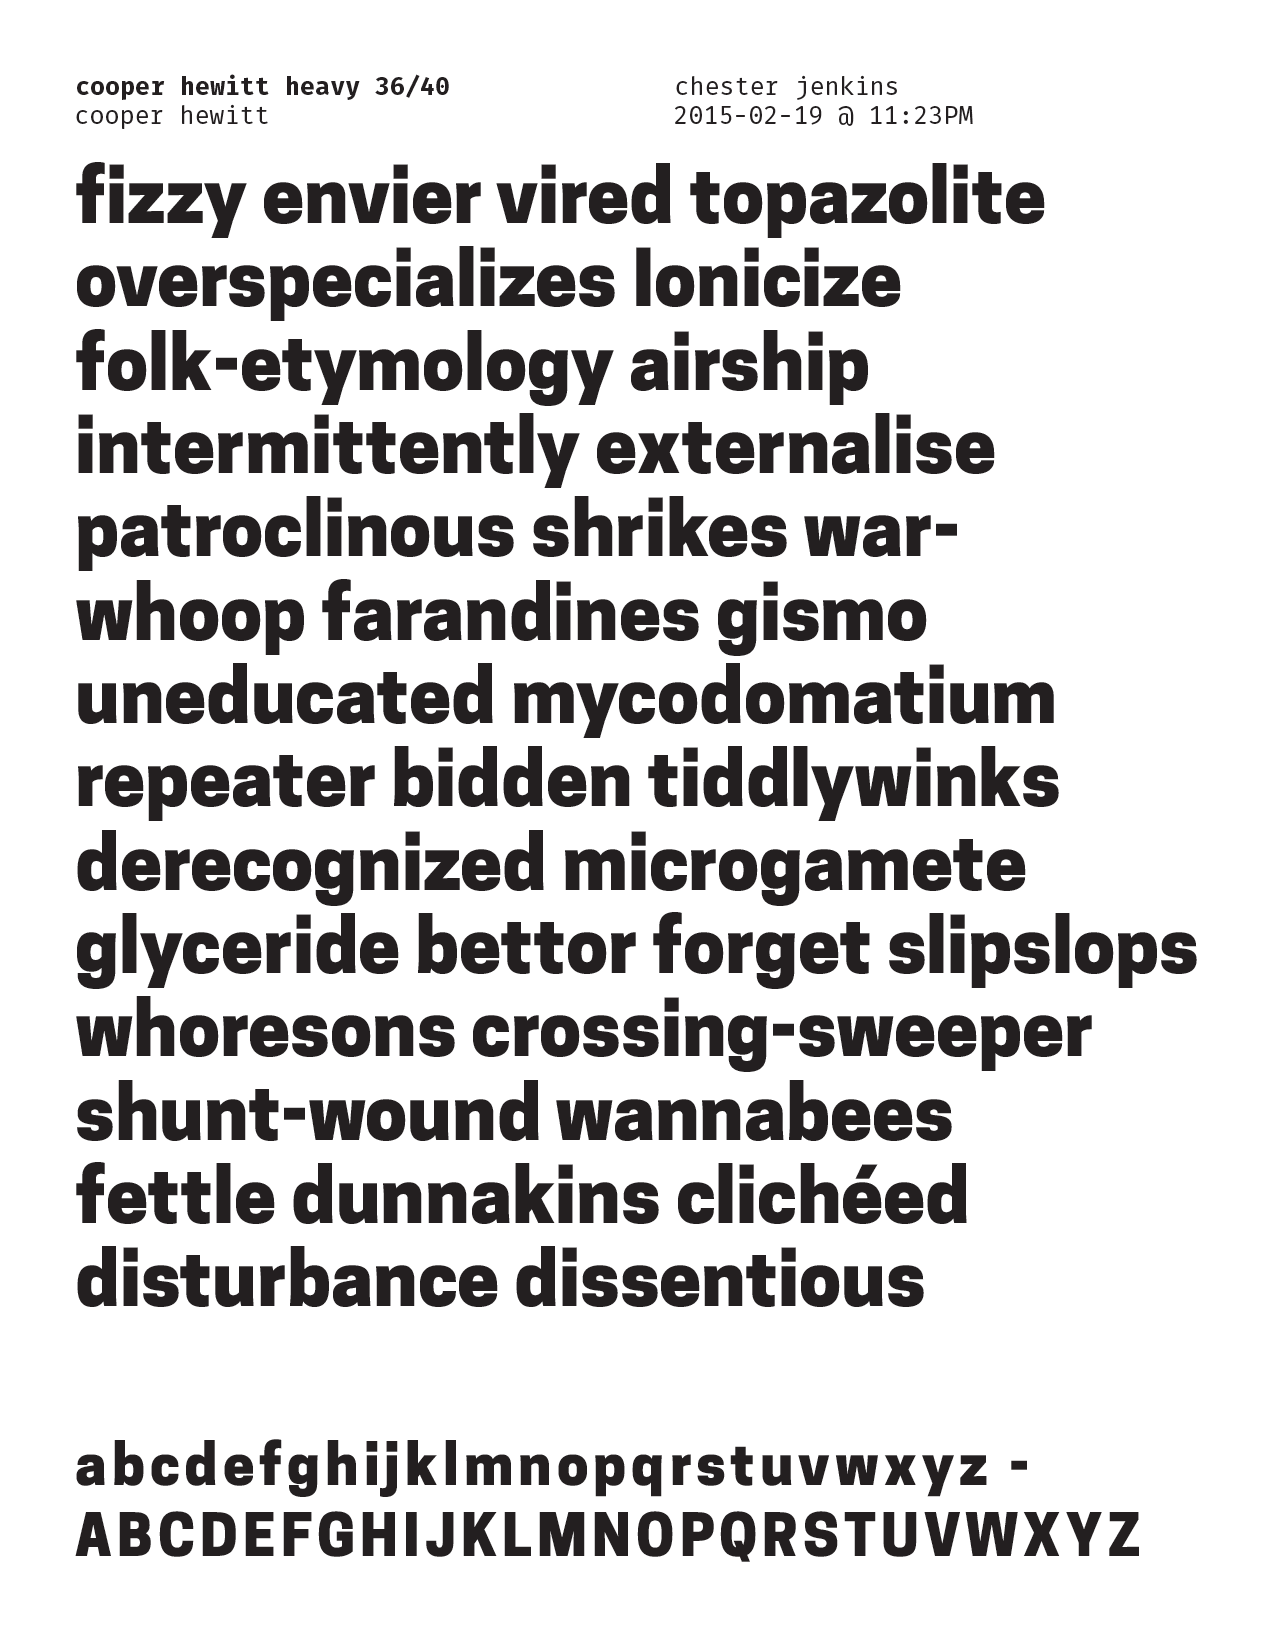 cooper hewitt heavy 36/40
cooper hewitt
chester jenkins
2015-02-19 @ 11:23PM
fizzy envier vired topazolite
overspecializes lonicize
folk-etymology airship
intermittently externalise
patroclinous shrikes war-
whoop farandines gismo
uneducated mycodomatium
repeater bidden tiddlywinks
derecognized microgamete
glyceride bettor forget slipslops
whoresons crossing-sweeper
shunt-wound wannabees
fettle dunnakins clichéed
disturbance dissentious
abcdefghijklmnopqrstuvwxyz -
ABCDEFGHIJKLMNOPQRSTUVWXYZ